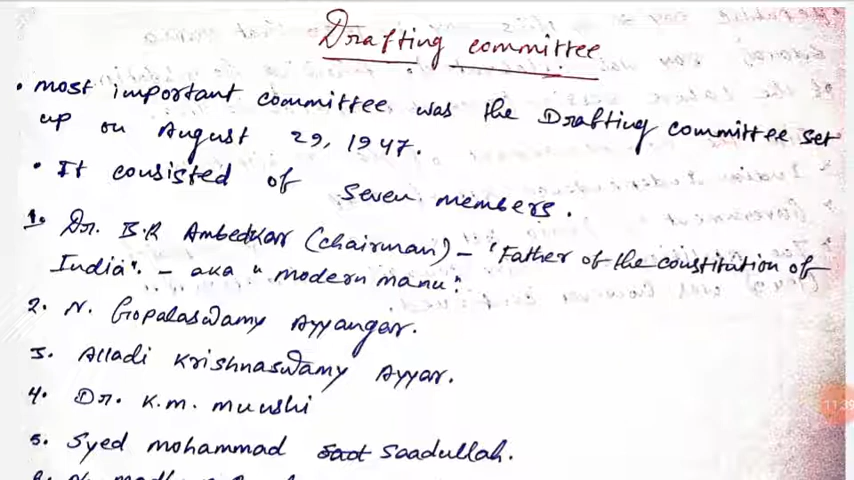 Drafting committee
• most important committee was the Drafting committee set
up on August 29, 1947.
• It consisted of seven members.
1. Dr. B.R Ambedkar (chairman) – "Father of the constitution of
India". – aka "modern manu".
2. N. Gopalaswamy Ayyangar.
3. Alladi Krishnaswamy Ayyar.
4. Dr. K.M. munshi
5. Syed mohammad Saadullah.
11:39